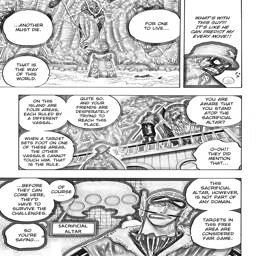 WHAT'S WITH
THIS GUY?!
IT'S LIKE HE
CAN PREDICT
MY EVERY
MOVE!!
FOR ONE
TO LIVE...
...ANOTHER
MUST DIE.
THAT IS
THE WAY
OF THIS
WORLD.
YOU ARE
AWARE THAT
YOU STAND
ATOP THE
SACRIFICIAL
ALTAR?
O-OH!!
THEY DID
MENTION
THAT...
QUITE SO,
AND YOUR
FRIENDS ARE
DESPERATELY
TRYING TO
REACH THIS
PLACE.
ON THIS
ISLAND ARE
FOUR AREAS,
EACH RULED
BY A
DIFFERENT
VASSAL.
WHEN A TARGET
SETS FOOT ON ONE
OF THESE AREAS,
THE OTHER
VASSALS CANNOT
TOUCH HIM. THAT
IS THE RULE.
THIS
SACRIFICIAL
ALTAR,
HOWEVER, IS
NOT PART OF
ANY DOMAIN.
TARGETS IN
THIS FREE
AREA ARE
CONSIDERED
FAIR GAME.
OF
COURSE
SACRIFICIAL
ALTAR
...BEFORE
THEY CAN
COME HERE,
THEY'D
HAVE TO
SURVIVE THE
CHALLENGES.
SO
YOU'RE
SAYING...